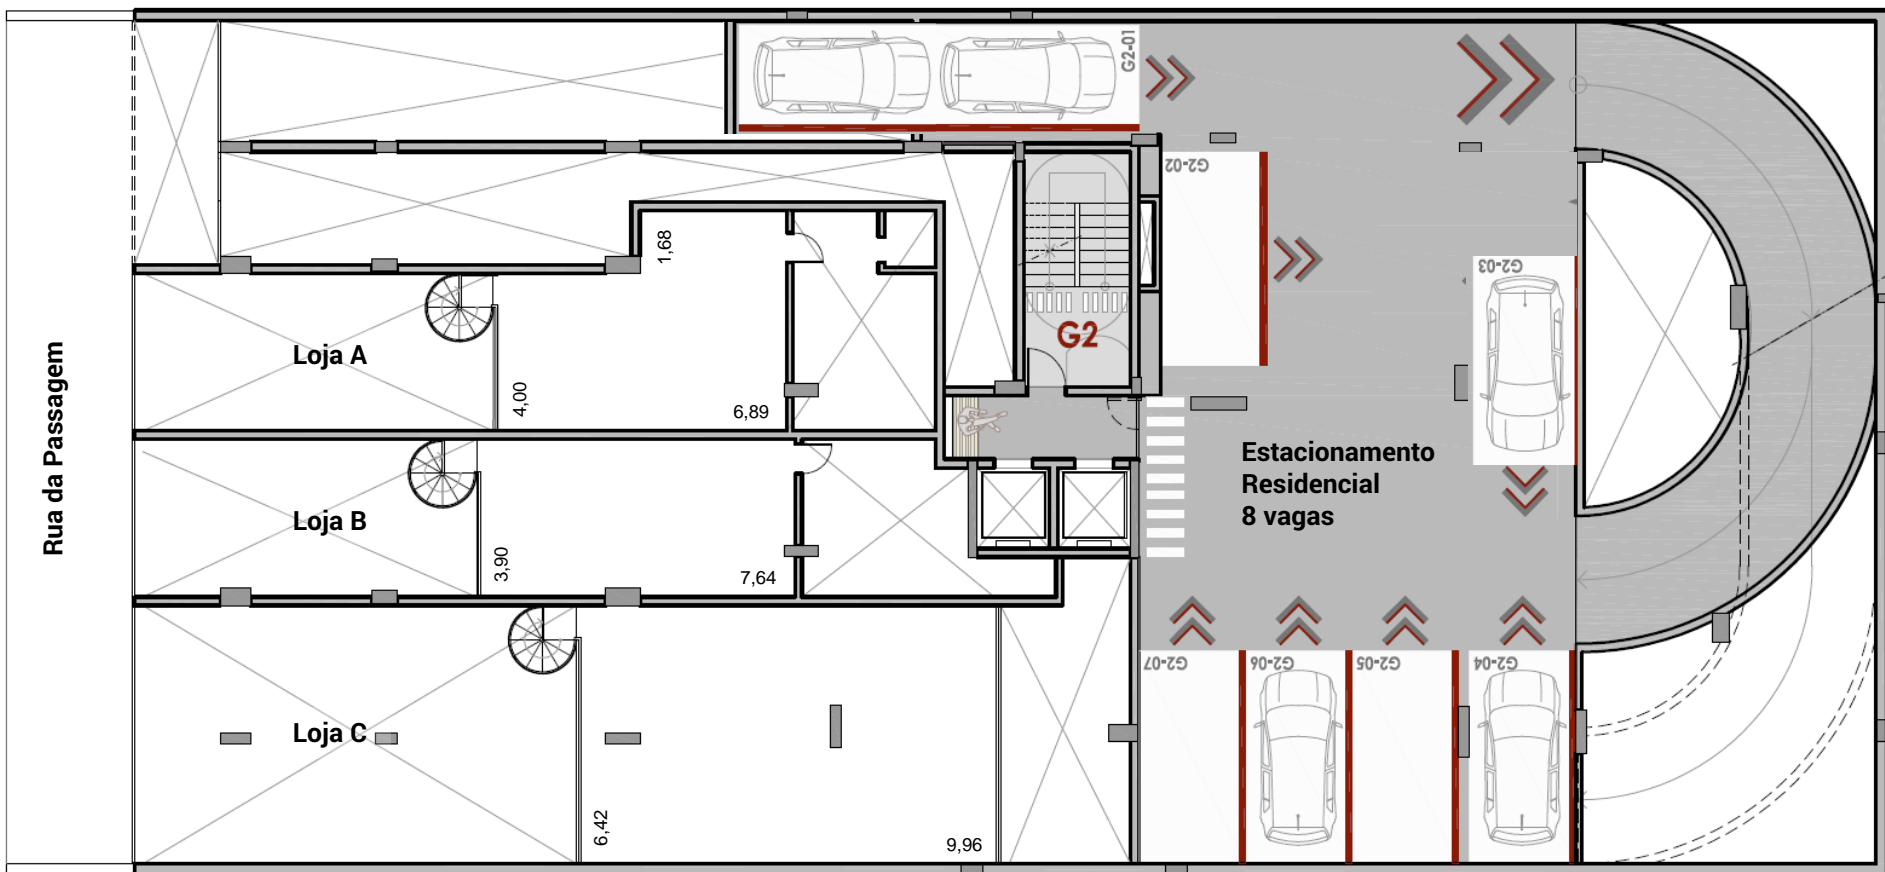 G2-01
G2-02
1,68
G2-03
G2
Loja A
4,00
6,89
Rua da Passagem
Estacionamento
Residencial
8 vagas
Loja B
3,90
7,64
G2-07
G2-06
G2-05
G2-04
Loja C
6,42
9,96